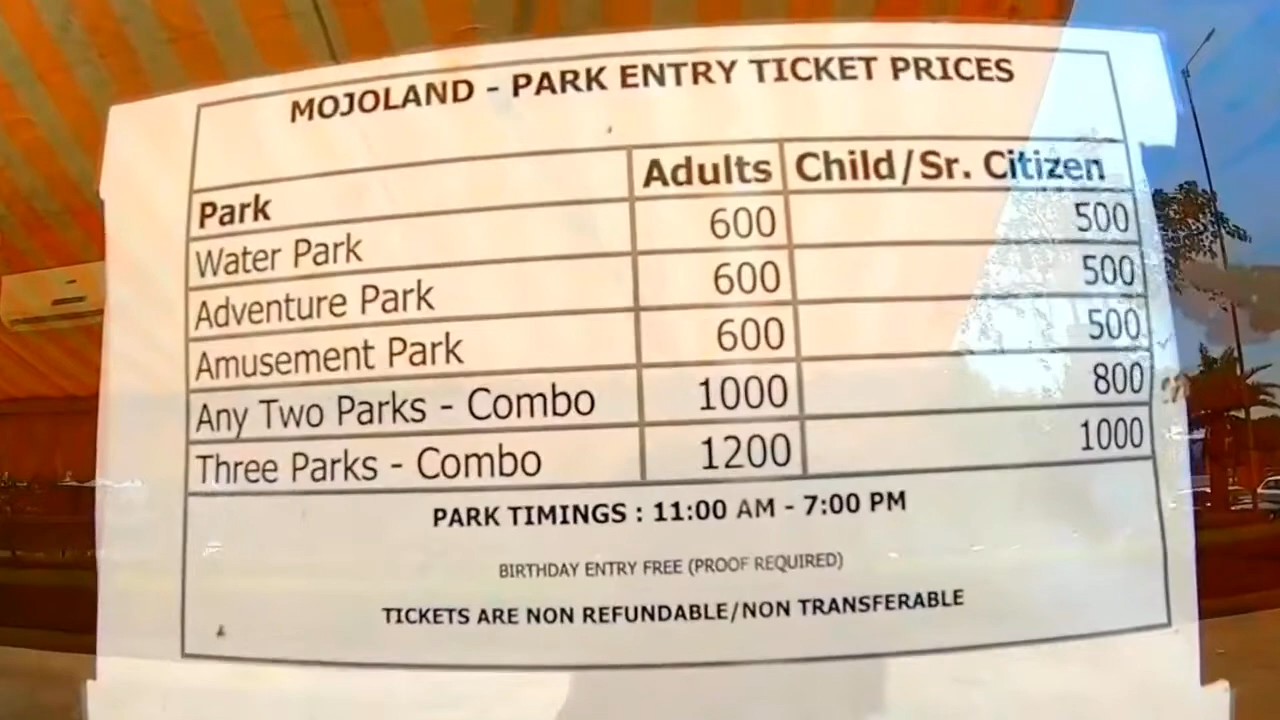 MOJOLAND - PARK ENTRY TICKET PRICES
Park Adults Child/Sr. Citizen
Water Park 600 500
Adventure Park 600 500
Amusement Park 600 500
Any Two Parks - Combo 1000 800
Three Parks - Combo 1200 1000
PARK TIMINGS : 11:00 AM - 7:00 PM
BIRTHDAY ENTRY FREE (PROOF REQUIRED)
TICKETS ARE NON REFUNDABLE/NON TRANSFERABLE